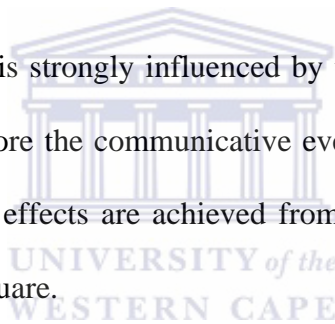 is strongly influenced by
ore the communicative eve
effects are achieved from
UNIVERSITY of the
uare.
WESTERN CAPE